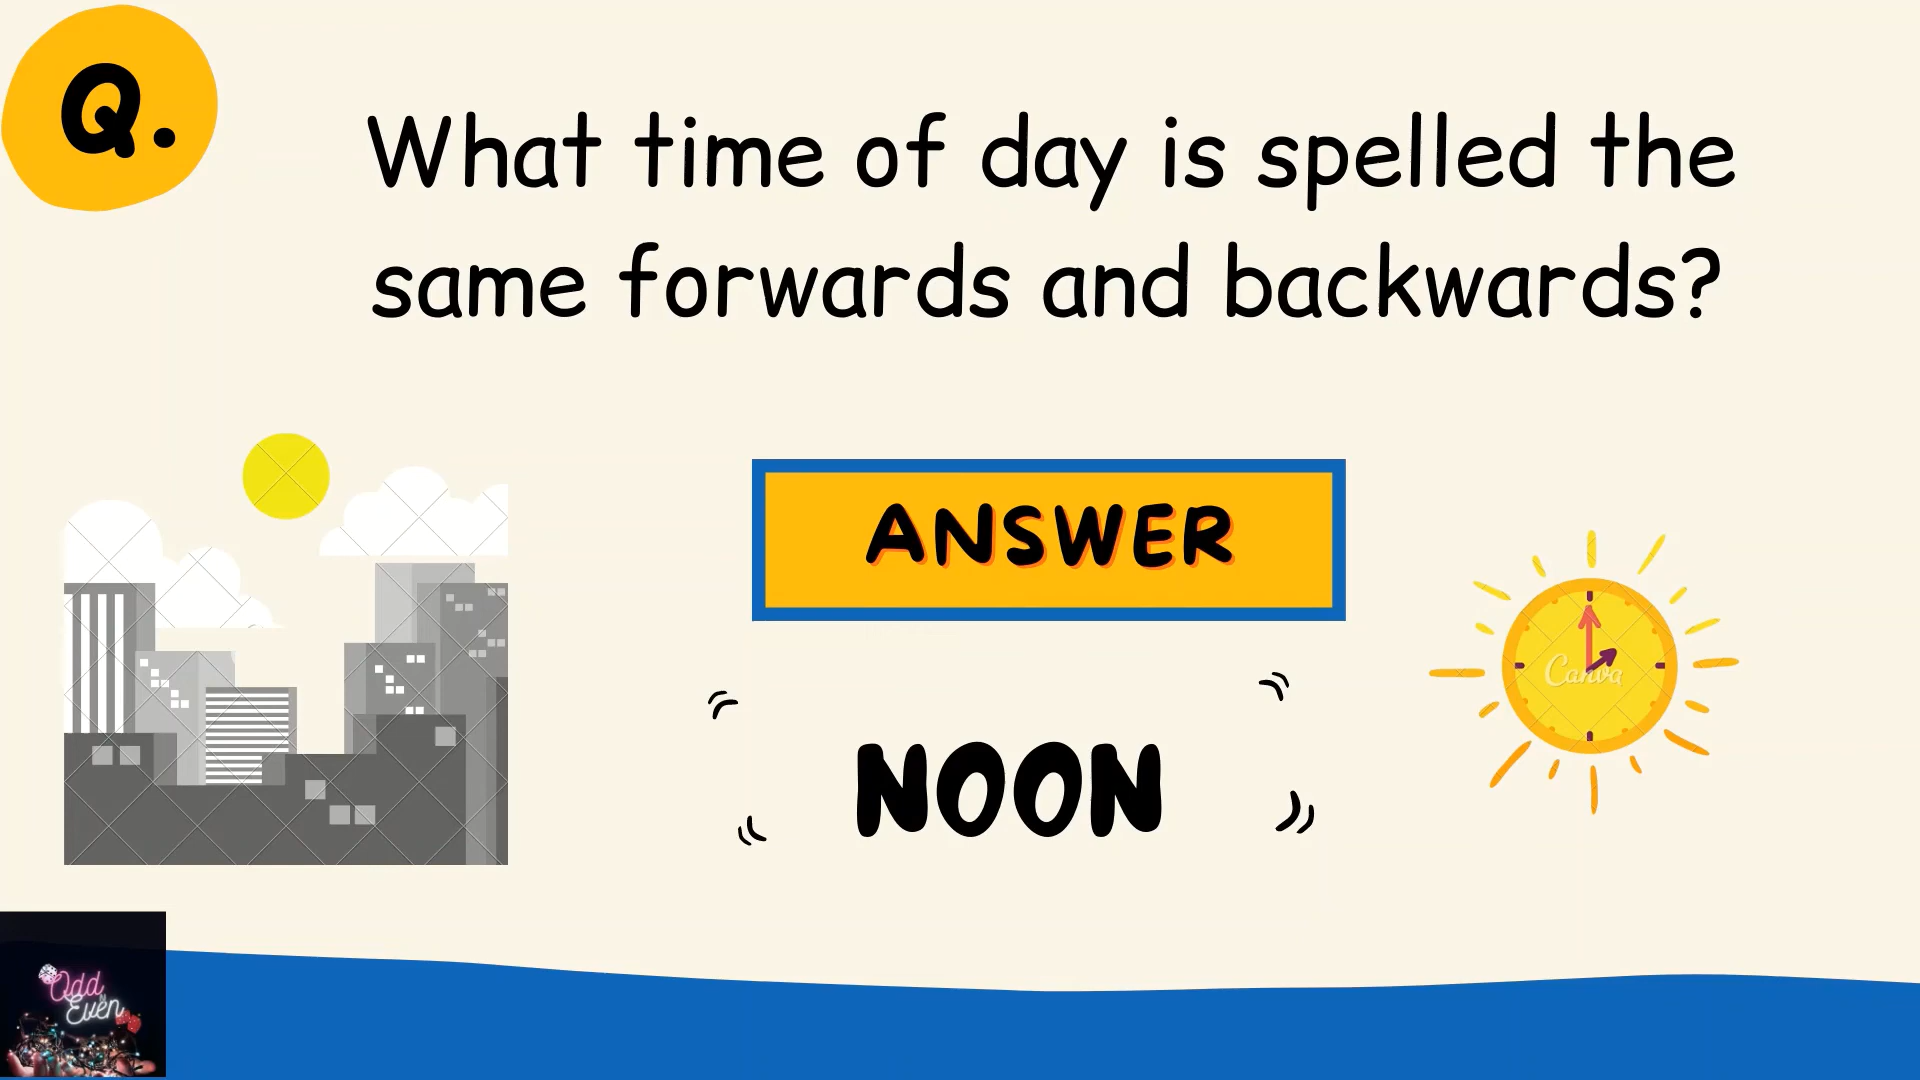 Q.
What time of day is spelled the
same forwards and backwards?
ANSWER
Canva
NOON
Odd
N
Even